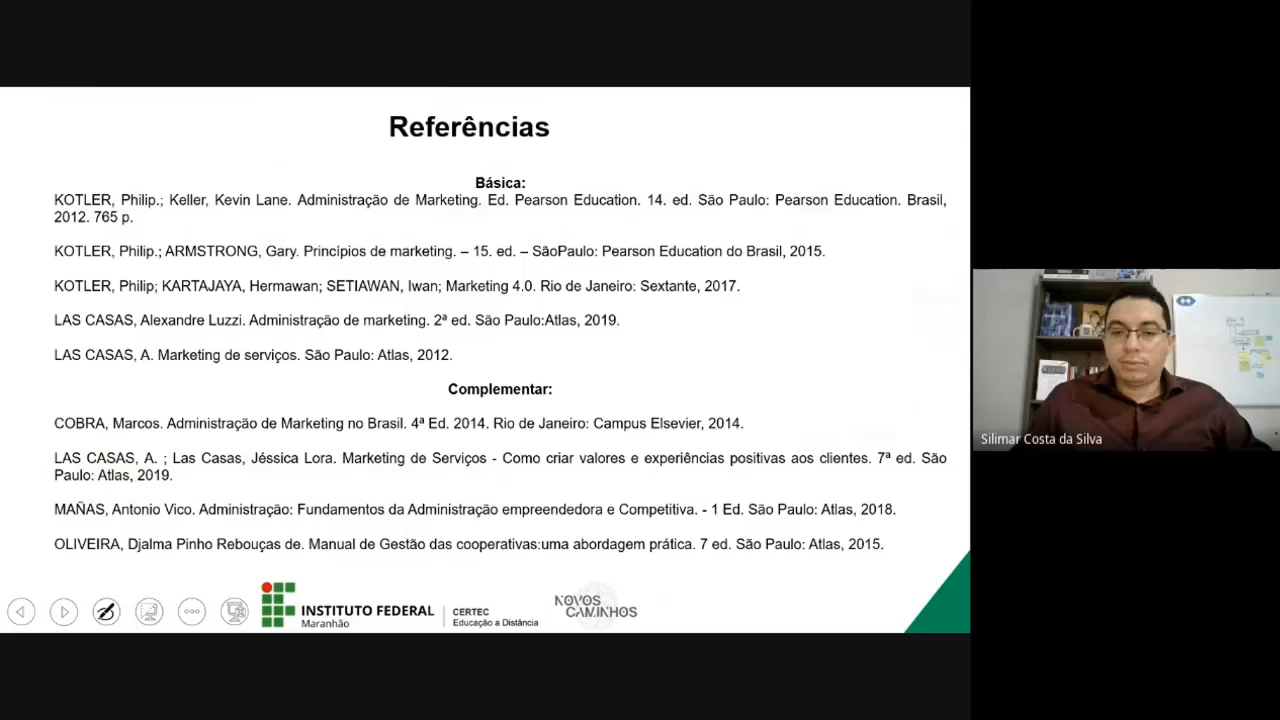 Referências
Básica:
KOTLER, Philip.; Keller, Kevin Lane. Administração de Marketing. Ed. Pearson Education. 14. ed. São Paulo: Pearson Education. Brasil,
2012. 765 p.
KOTLER, Philip.; ARMSTRONG, Gary. Princípios de marketing. – 15. ed. – SãoPaulo: Pearson Education do Brasil, 2015.
KOTLER, Philip; KARTAJAYA, Hermawan; SETIAWAN, Iwan; Marketing 4.0. Rio de Janeiro: Sextante, 2017.
LAS CASAS, Alexandre Luzzi. Administração de marketing. 2ª ed. São Paulo:Atlas, 2019.
LAS CASAS, A. Marketing de serviços. São Paulo: Atlas, 2012.
Complementar:
COBRA, Marcos. Administração de Marketing no Brasil. 4ª Ed. 2014. Rio de Janeiro: Campus Elsevier, 2014.
LAS CASAS, A. ; Las Casas, Jéssica Lora. Marketing de Serviços - Como criar valores e experiências positivas aos clientes. 7ª ed. São
Paulo: Atlas, 2019.
MAÑAS, Antonio Vico. Administração: Fundamentos da Administração empreendedora e Competitiva. - 1 Ed. São Paulo: Atlas, 2018.
OLIVEIRA, Djalma Pinho Rebouças de. Manual de Gestão das cooperativas:uma abordagem prática. 7 ed. São Paulo: Atlas, 2015.
INSTITUTO FEDERAL
Maranhão
CERTEC
Educação a Distância
NOVOS
CAMINHOS
Silimar Costa da Silva